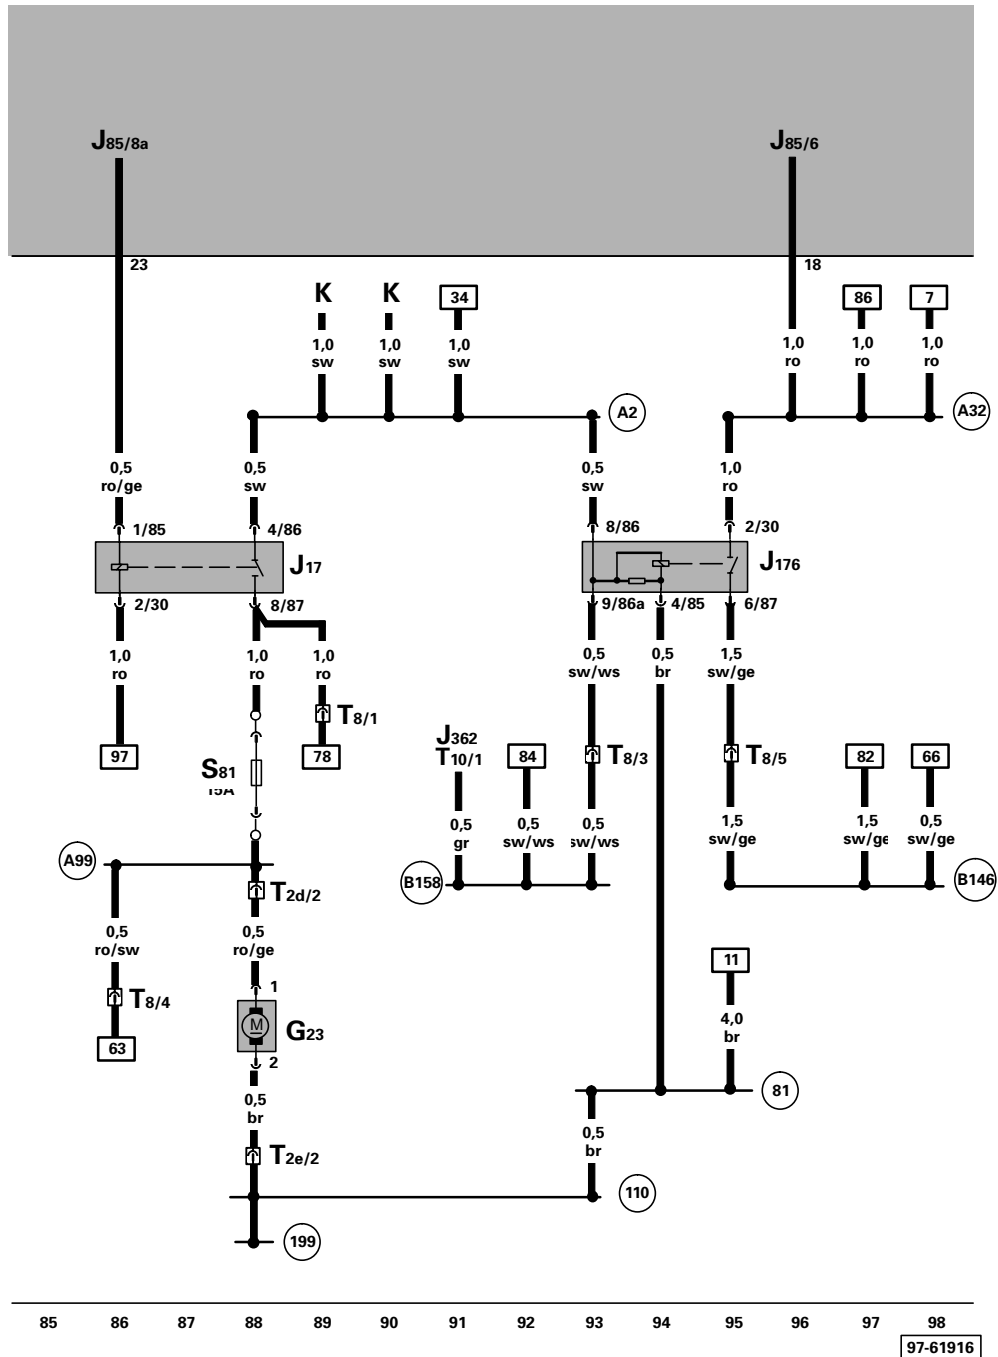 J85/8a J85/6
23 18
K K 34 86 7
1,0 1,0 1,0 1,0 1,0 1,0
sw sw sw ro ro ro
A2 A32
0,5 0,5 0,5 1,0
ro/ge sw sw ro
1/85 4/86 8/86 2/30
J17 J176
2/30 8/87 9/86a 4/85 6/87
1,0 1,0 1,0 0,5 0,5 1,5
ro ro ro sw/ws br sw/ge
T8/1
J362
97 78 T10/1 84 T8/3 T8/5 82 66
S81
15A
0,5 0,5 0,5 1,5 1,5 0,5
gr sw/ws sw/ws sw/ge sw/ge sw/ge
A99 B158 B146
T2d/2
0,5 0,5
ro/sw ro/ge
11
1
T8/4
4,0
br
G23
63
2
81
0,5
br
0,5
br
T2e/2
110
199
85 86 87 88 89 90 91 92 93 94 95 96 97 98
97-61916